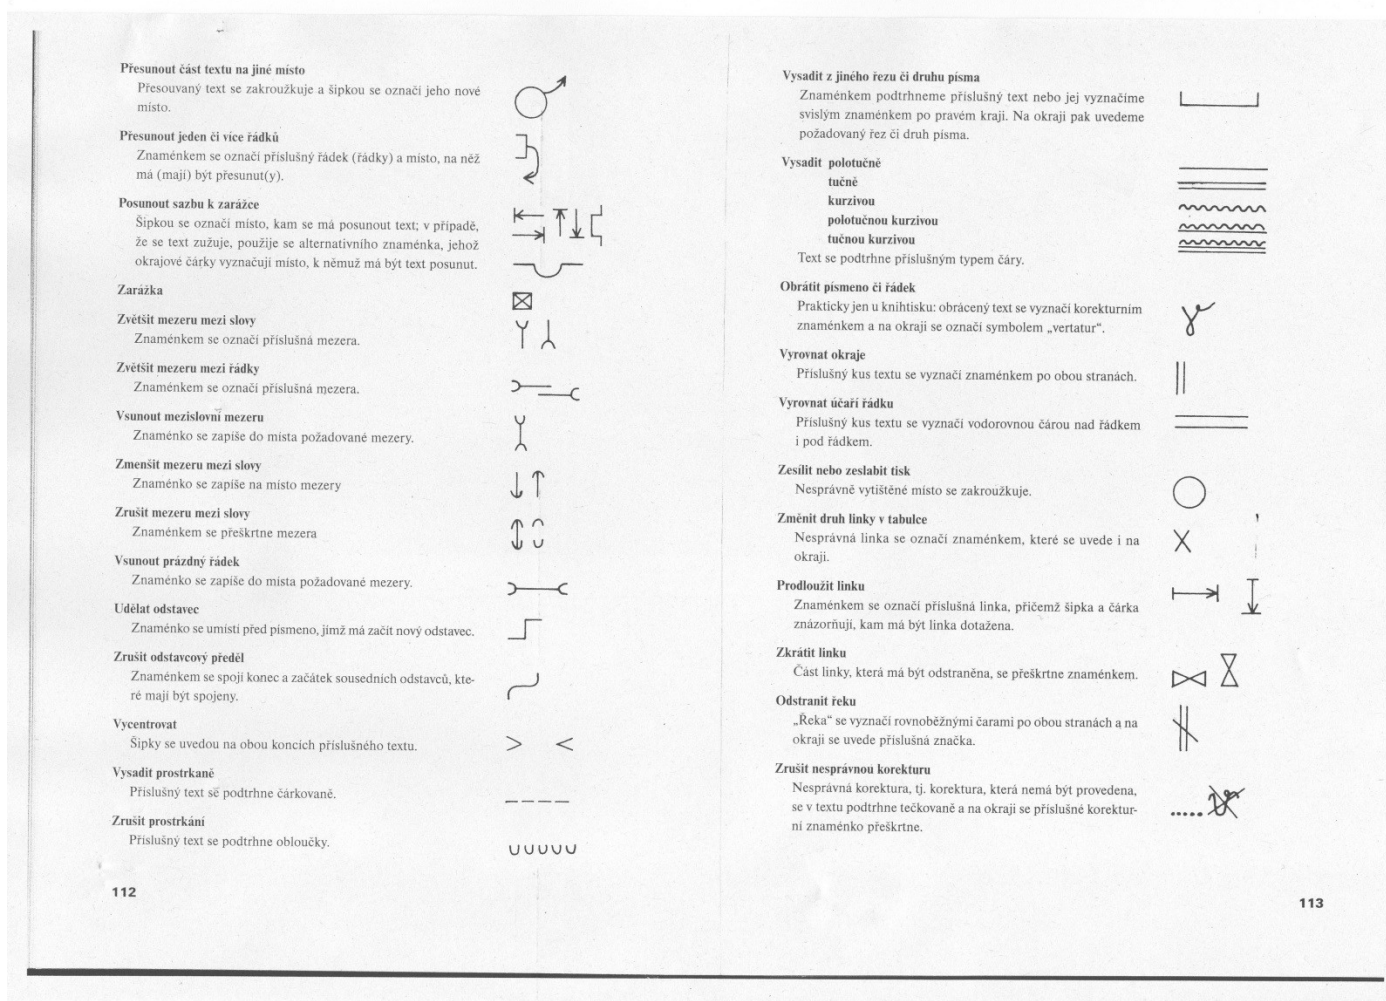 Přesunout část textu na jiné místo
Přesouvaný text se zakroužkuje a šipkou se označí jeho nové
místo.
Přesunout jeden či více řádků
Znaménkem se označí příslušný řádek (řádky) a místo, na něž
má (mají) být přesunut(y).
Posunout sazbu k zarážce
Šipkou se označí místo, kam se má posunout text; v případě,
že se text zužuje, použije se alternativního znaménka, jehož
okrajové čárky vyznačují místo, k němuž má být text posunut.
Zarážka
Zvětšit mezeru mezi slovy
Znaménkem se označí příslušná mezera.
Zvětšit mezeru mezi řádky
Znaménkem se označí příslušná mezera.
Vsunout mezislovní mezeru
Znaménko se zapíše do místa požadované mezery.
Zmenšit mezeru mezi slovy
Znaménko se zapíše na místo mezery
Zrušit mezeru mezi slovy
Znaménkem se přeškrtne mezera
Vsunout prázdný řádek
Znaménko se zapíše do místa požadované mezery.
Udělat odstavec
Znaménko se umístí před písmeno, jímž má začít nový odstavec.
Zrušit odstavcový předěl
Znaménkem se spojí konec a začátek sousedních odstavců, kte-
ré mají být spojeny.
Vycentrovat
Šipky se uvedou na obou koncích příslušného textu.
Vysadit prostrkaně
Příslušný text se podtrhne čárkovaně.
Zrušit prostrkání
Příslušný text se podtrhne obloučky.
112
Vysadit z jiného řezu či druhu písma
Znaménkem podtrhneme příslušný text nebo jej vyznačíme
svislým znaménkem po pravém kraji. Na okraji pak uvedeme
požadovaný řez či druh písma.
Vysadit polotučně
tučně
kurzivou
polotučnou kurzivou
tučnou kurzivou
Text se podtrhne příslušným typem čáry.
Obrátit písmeno či řádek
Prakticky jen u knihtisku: obrácený text se vyznačí korekturním
znaménkem a na okraji se označí symbolem „vertatur“.
Vyrovnat okraje
Příslušný kus textu se vyznačí znaménkem po obou stranách.
Vyrovnat účaří řádku
Příslušný kus textu se vyznačí vodorovnou čárou nad řádkem
i pod řádkem.
Zesílit nebo zeslabit tisk
Nesprávně vytištěné místo se zakroužkuje.
Změnit druh linky v tabulce
Nesprávná linka se označí znaménkem, které se uvede i na
okraji.
Prodloužit linku
Znaménkem se označí příslušná linka, přičemž šipka a čárka
znázorňují, kam má být linka dotažena.
Zkrátit linku
Část linky, která má být odstraněna, se přeškrtne znaménkem.
Odstranit řeku
„Řeka“ se vyznačí rovnoběžnými čarami po obou stranách a na
okraji se uvede příslušná značka.
Zrušit nesprávnou korekturu
Nesprávná korektura, tj. korektura, která nemá být provedena,
se v textu podtrhne tečkovaně a na okraji se příslušné korektur-
ní znaménko přeškrtne.
113